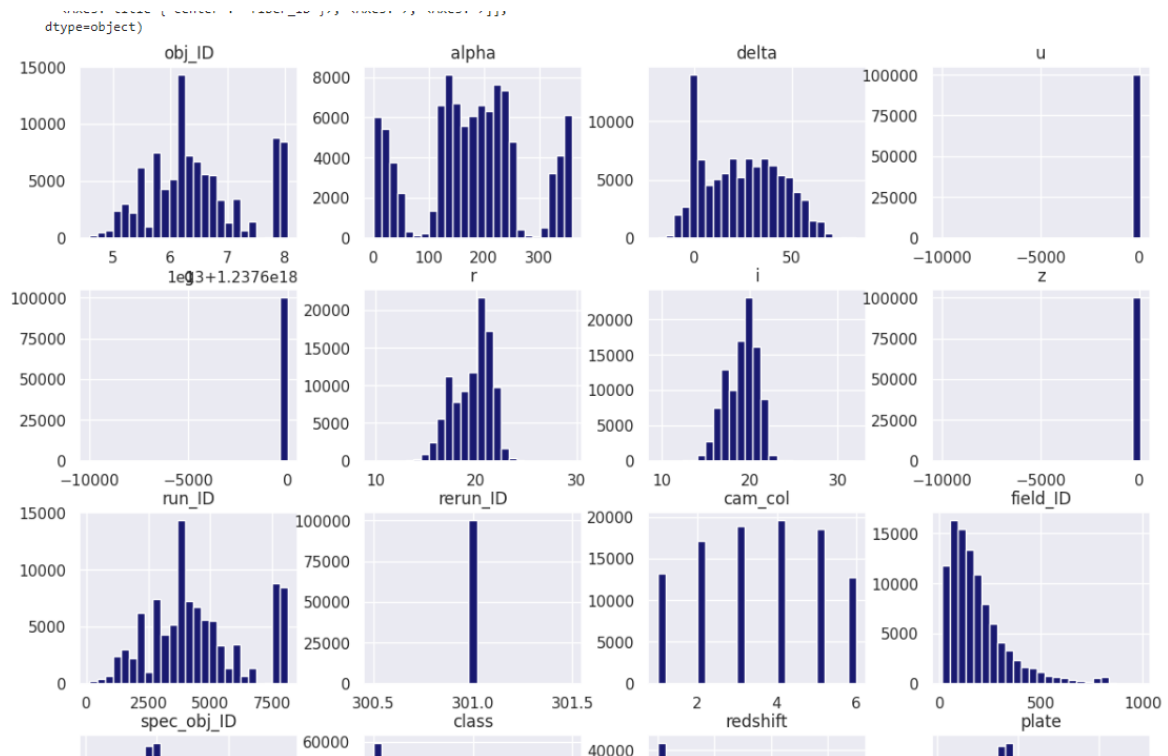 dtype=object)
obj_ID alpha delta u
15000 10000 5000 0
8000 6000 4000 2000 0
10000 5000 0
100000 75000 50000 25000 0
5 6 7 8
0 100 200 300
0 50
−10000 −5000 0
1e13+1.2376e18
g r i z
100000 75000 50000 25000 0
20000 15000 10000 5000 0
20000 15000 10000 5000 0
100000 75000 50000 25000 0
−10000 −5000 0
10 20 30
10 20 30
−10000 −5000 0
run_ID rerun_ID cam_col field_ID
15000 10000 5000 0
100000 75000 50000 25000 0
20000 15000 10000 5000 0
15000 10000 5000 0
0 2500 5000 7500
300.5 301.0 301.5
2 4 6
0 500 1000
spec_obj_ID class redshift plate
60000
40000